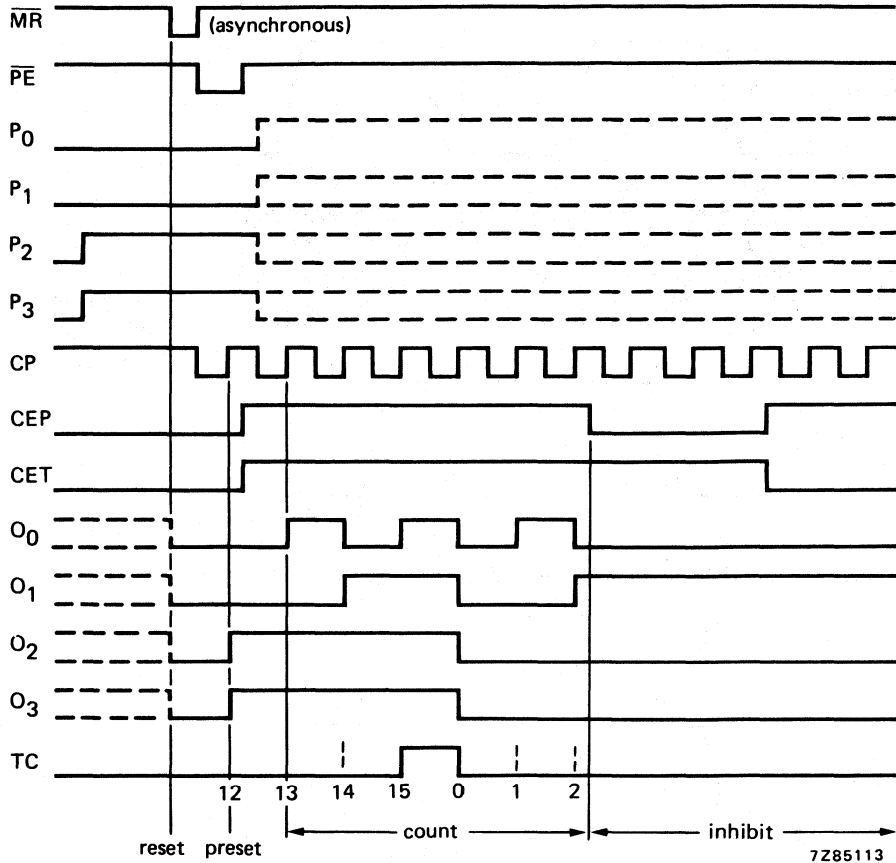 MR (asynchronous)
PE
P0
P1
P2
P3
CP
CEP
CET
O0
O1
O2
O3
TC
12 13 14 15 0 1 2
count inhibit
reset preset
7Z85113